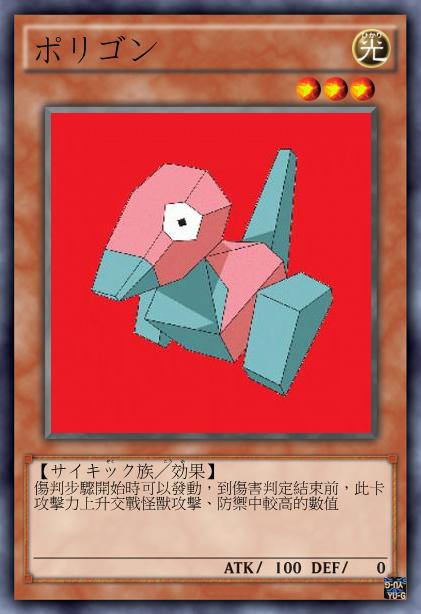 ポリゴン
光
【サイキック族／効果】
傷判步驟開始時可以發動，到傷害判定結束前，此卡
攻擊力上升交戰怪獸攻擊、防禦中較高的數值
ATK/ 100 DEF/ 0